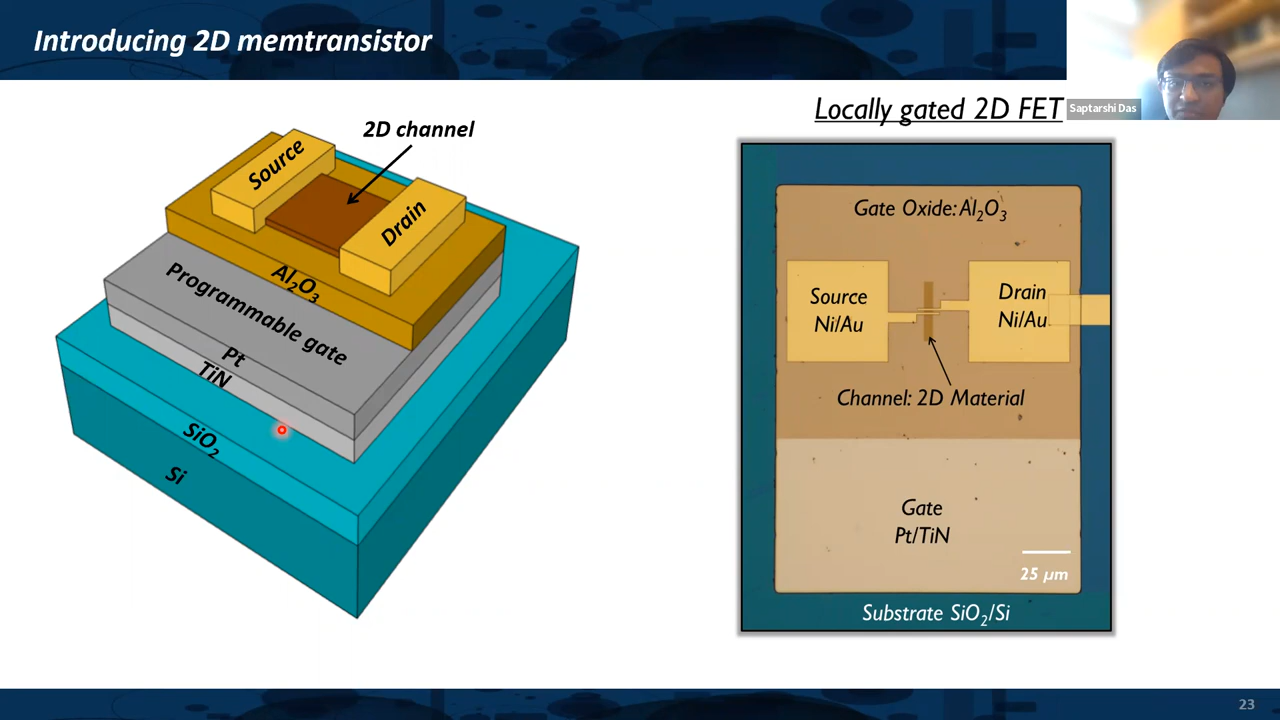 Introducing 2D memtransistor
Saptarshi Das
2D channel
Source
Drain
Al₂O₃
Programmable gate
Pt
TiN
SiO₂
Si
Locally gated 2D FET
Gate Oxide: Al₂O₃
Source
Ni/Au
Drain
Ni/Au
Channel: 2D Material
Gate
Pt/TiN
25 μm
Substrate SiO₂/Si
23